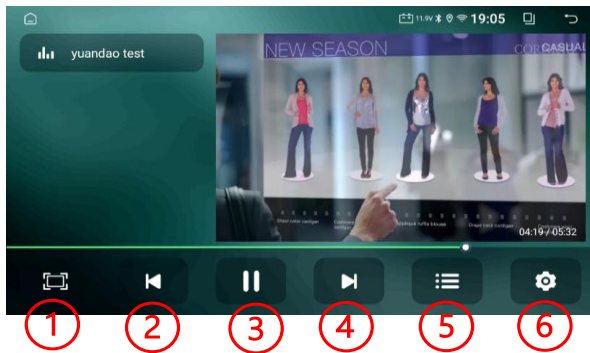 11.9V 19:05
yuandao test
NEW SEASON
CASUAL
04:19 / 05:32
1 2 3 4 5 6